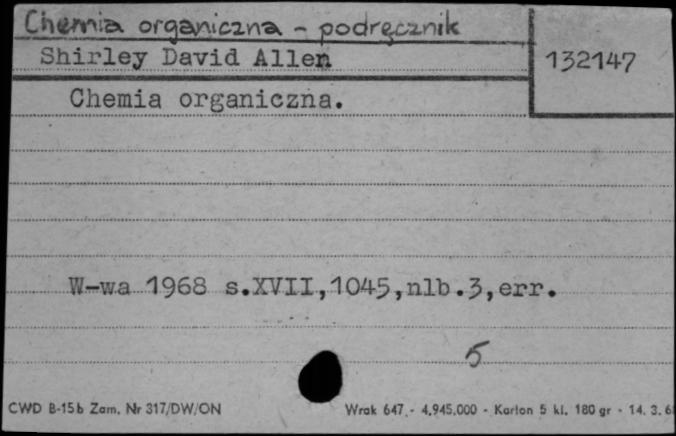 Chemia organiczna - podręcznik
Shirley David Allen
132147
Chemia organiczna.
W-wa 1968 s.XVII,1045,nlb.3,err.
5
CWD B-15b Zam. Nr 317/DW/ON
Wrak 647. - 4.945.000 - Karton 5 kl. 180 gr - 14. 3. 6